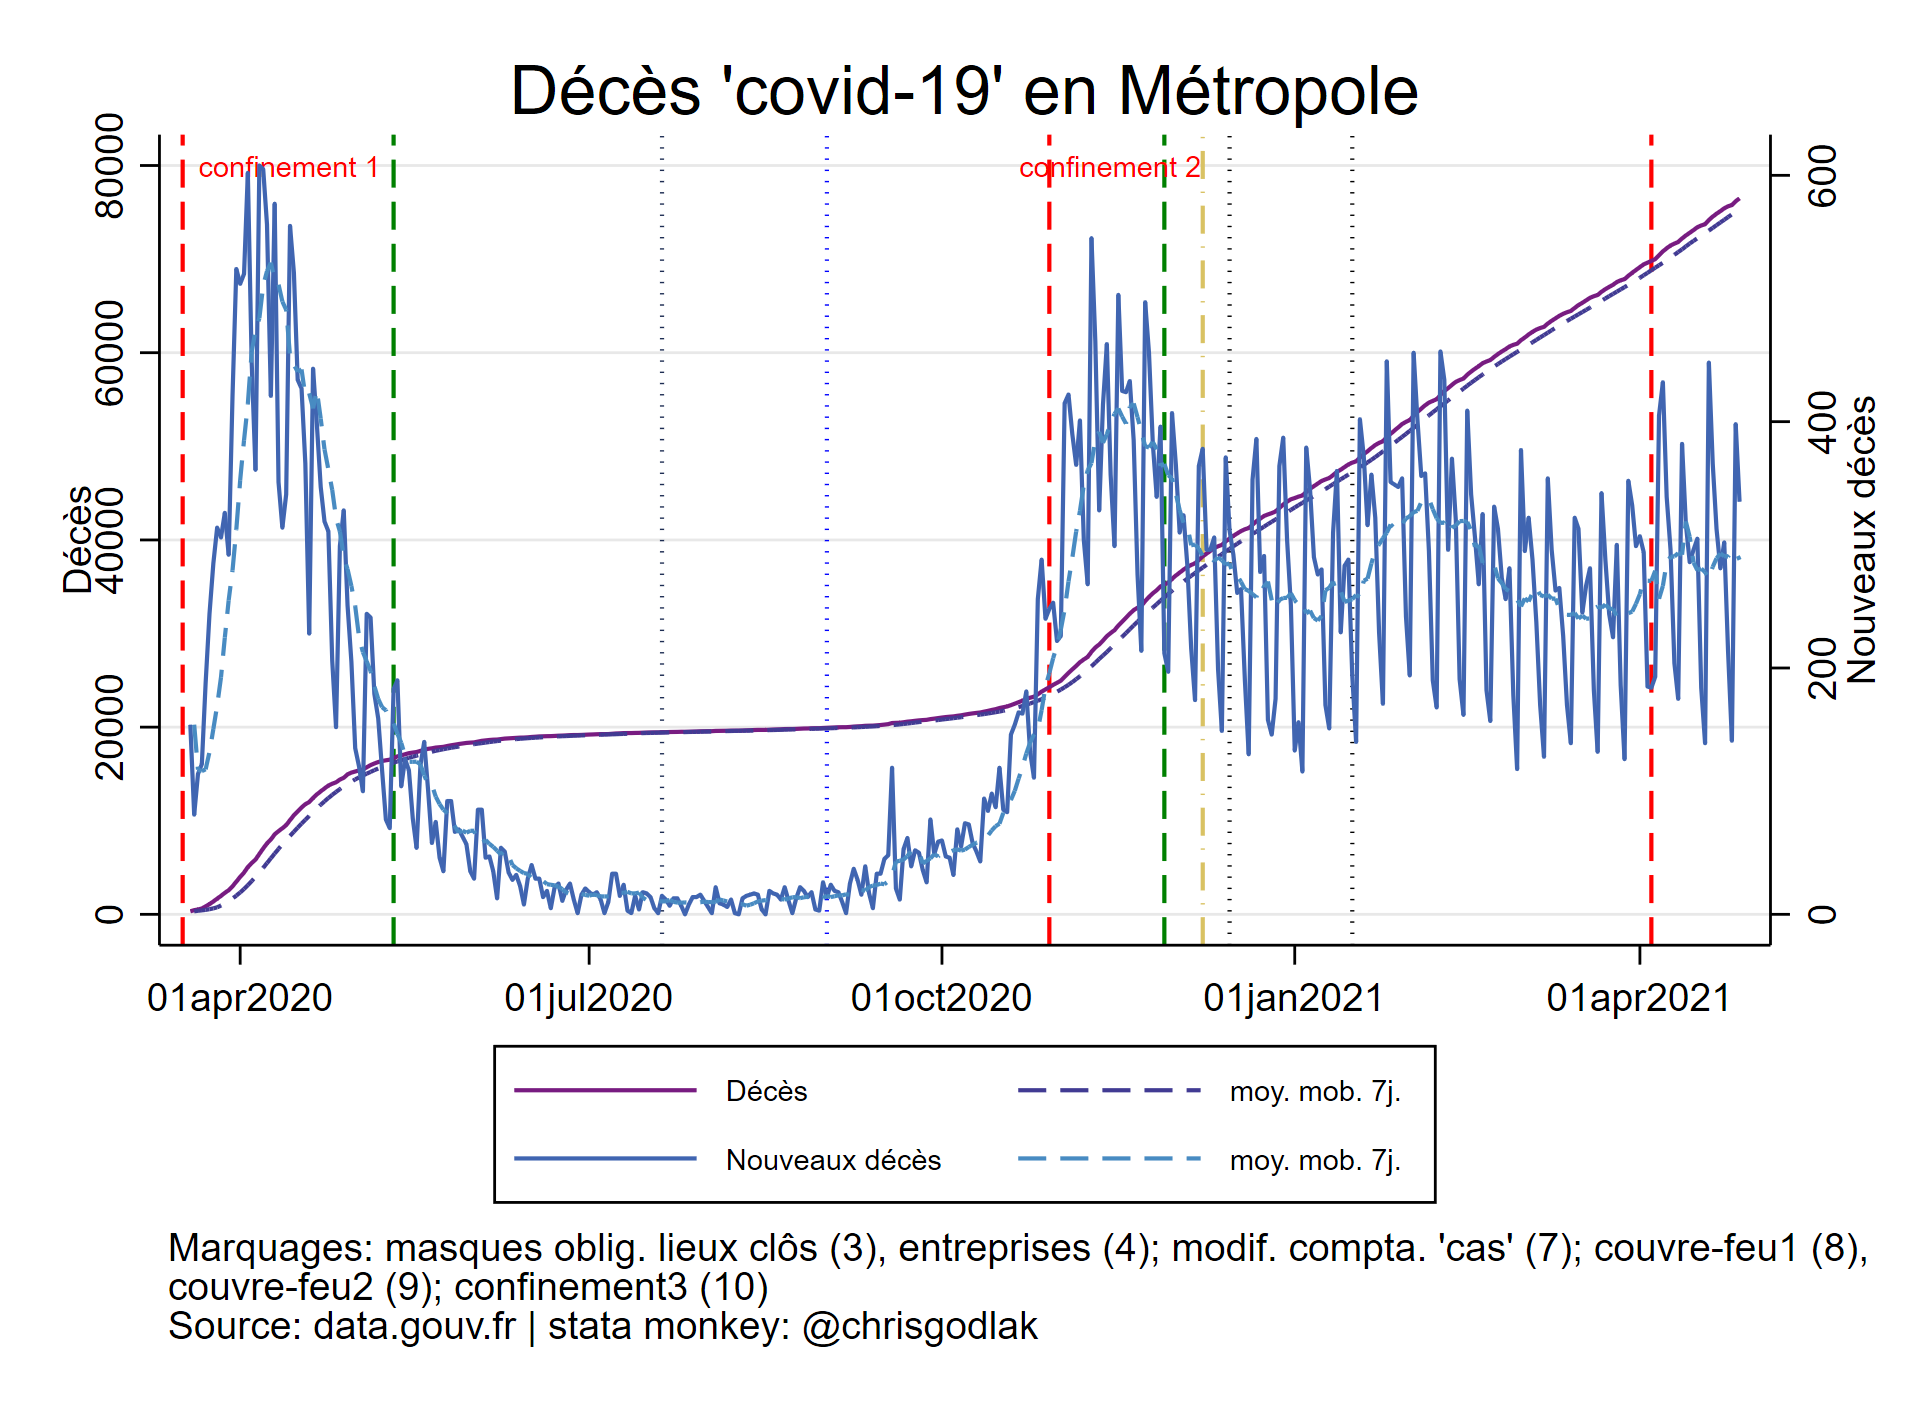 Décès 'covid-19' en Métropole
confinement 1
confinement 2
Décès
0
20000
40000
60000
80000
Nouveaux décès
0
200
400
600
01apr2020
01jul2020
01oct2020
01jan2021
01apr2021
Décès
moy. mob. 7j.
Nouveaux décès
moy. mob. 7j.
Marquages: masques oblig. lieux clôs (3), entreprises (4); modif. compta. 'cas' (7); couvre-feu1 (8),
couvre-feu2 (9); confinement3 (10)
Source: data.gouv.fr | stata monkey: @chrisgodlak